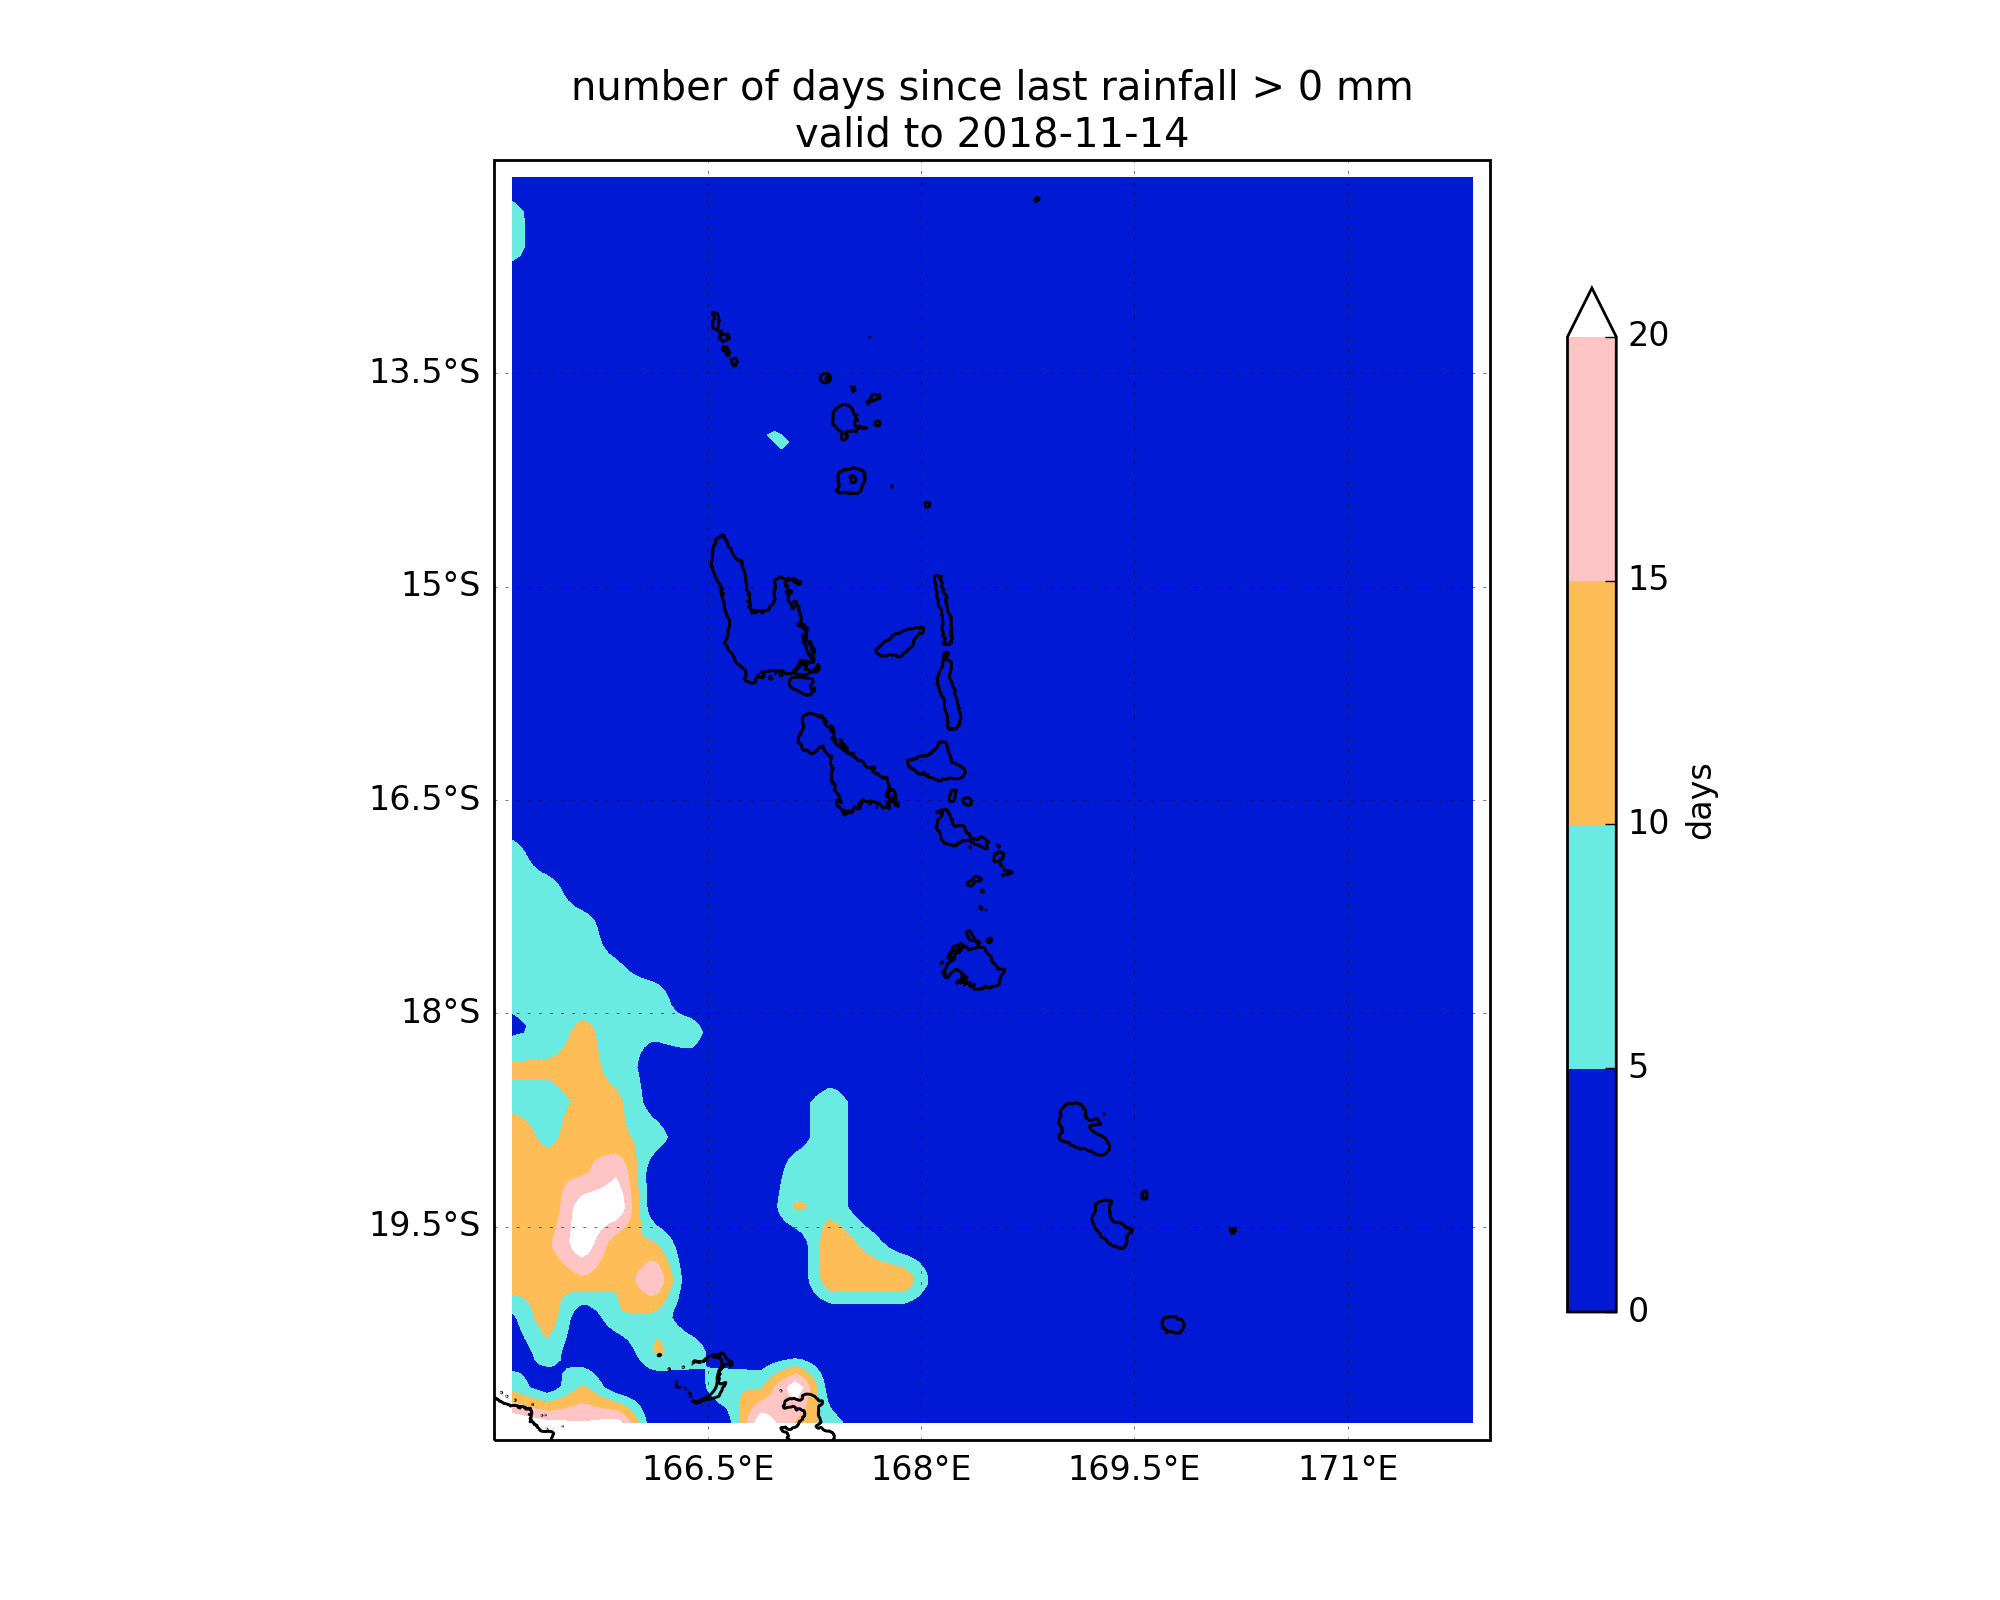 number of days since last rainfall > 0 mm
valid to 2018-11-14
13.5°S
15°S
16.5°S
18°S
19.5°S
166.5°E
168°E
169.5°E
171°E
20
15
10
5
0
days